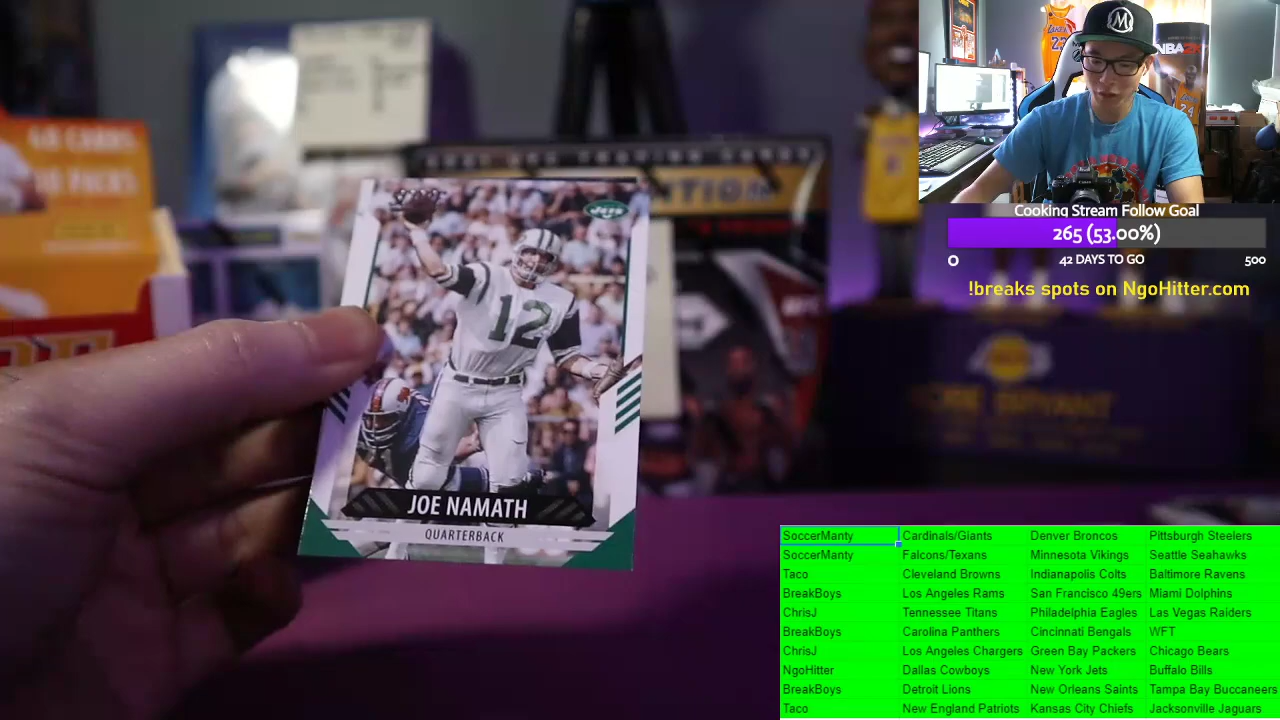 Cooking Stream Follow Goal
265 (53.00%)
0 42 DAYS TO GO 500
!breaks spots on NgoHitter.com
NBA2K
M
24
JETS
12
JOE NAMATH
QUARTERBACK
SoccerManty Cardinals/Giants Denver Broncos Pittsburgh Steelers
SoccerManty Falcons/Texans Minnesota Vikings Seattle Seahawks
Taco Cleveland Browns Indianapolis Colts Baltimore Ravens
BreakBoys Los Angeles Rams San Francisco 49ers Miami Dolphins
ChrisJ Tennessee Titans Philadelphia Eagles Las Vegas Raiders
BreakBoys Carolina Panthers Cincinnati Bengals WFT
ChrisJ Los Angeles Chargers Green Bay Packers Chicago Bears
NgoHitter Dallas Cowboys New York Jets Buffalo Bills
BreakBoys Detroit Lions New Orleans Saints Tampa Bay Buccaneers
Taco New England Patriots Kansas City Chiefs Jacksonville Jaguars